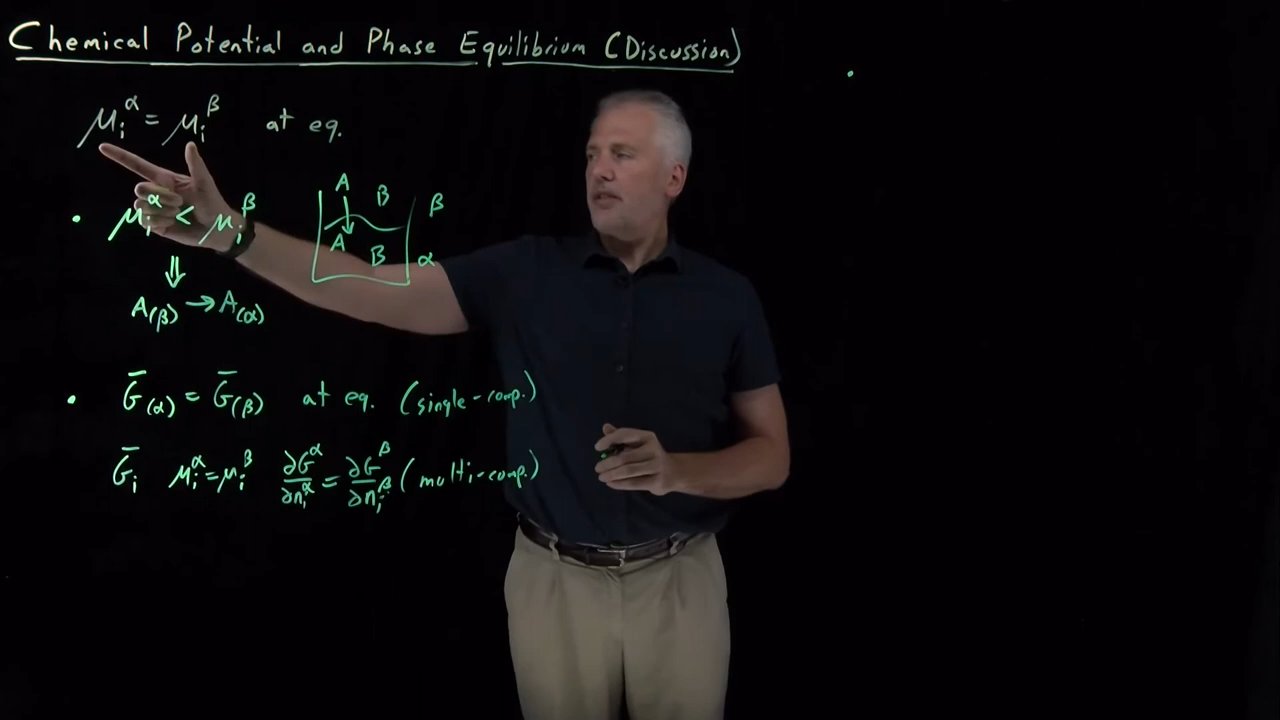 Chemical Potential and Phase Equilibrium (Discussion)
μᵢ^α = μᵢ^β at eq.
• μᵢ^α < μᵢ^β
⇓
A(β) → A(α)
A B β
A B α
• G̅(α) = G̅(β) at eq. (single-comp.)
G̅ᵢ μᵢ^α = μᵢ^β ∂G^α/∂nᵢ^α = ∂G^β/∂nᵢ^β (multi-comp.)